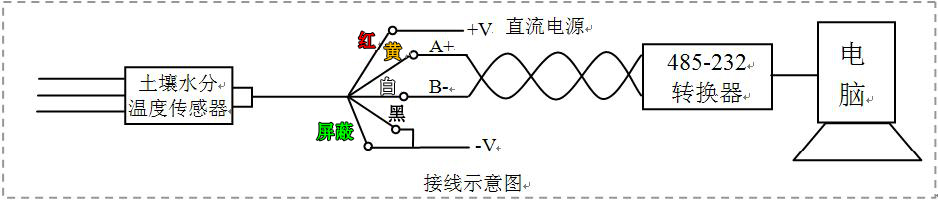 红
+V
直流电源
黄
A+
土壤水分
温度传感器
白
B-
485-232
转换器
电
脑
黑
屏蔽
-V
接线示意图